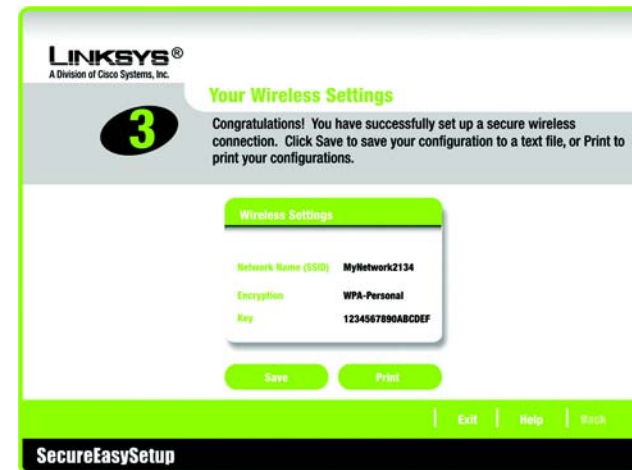 LINKSYS®
A Division of Cisco Systems, Inc.
3
Your Wireless Settings
Congratulations! You have successfully set up a secure wireless
connection. Click Save to save your configuration to a text file, or Print to
print your configurations.
Wireless Settings
Network Name (SSID) MyNetwork2134
Encryption WPA-Personal
Key 1234567890ABCDEF
Save Print
Exit Help Back
SecureEasySetup